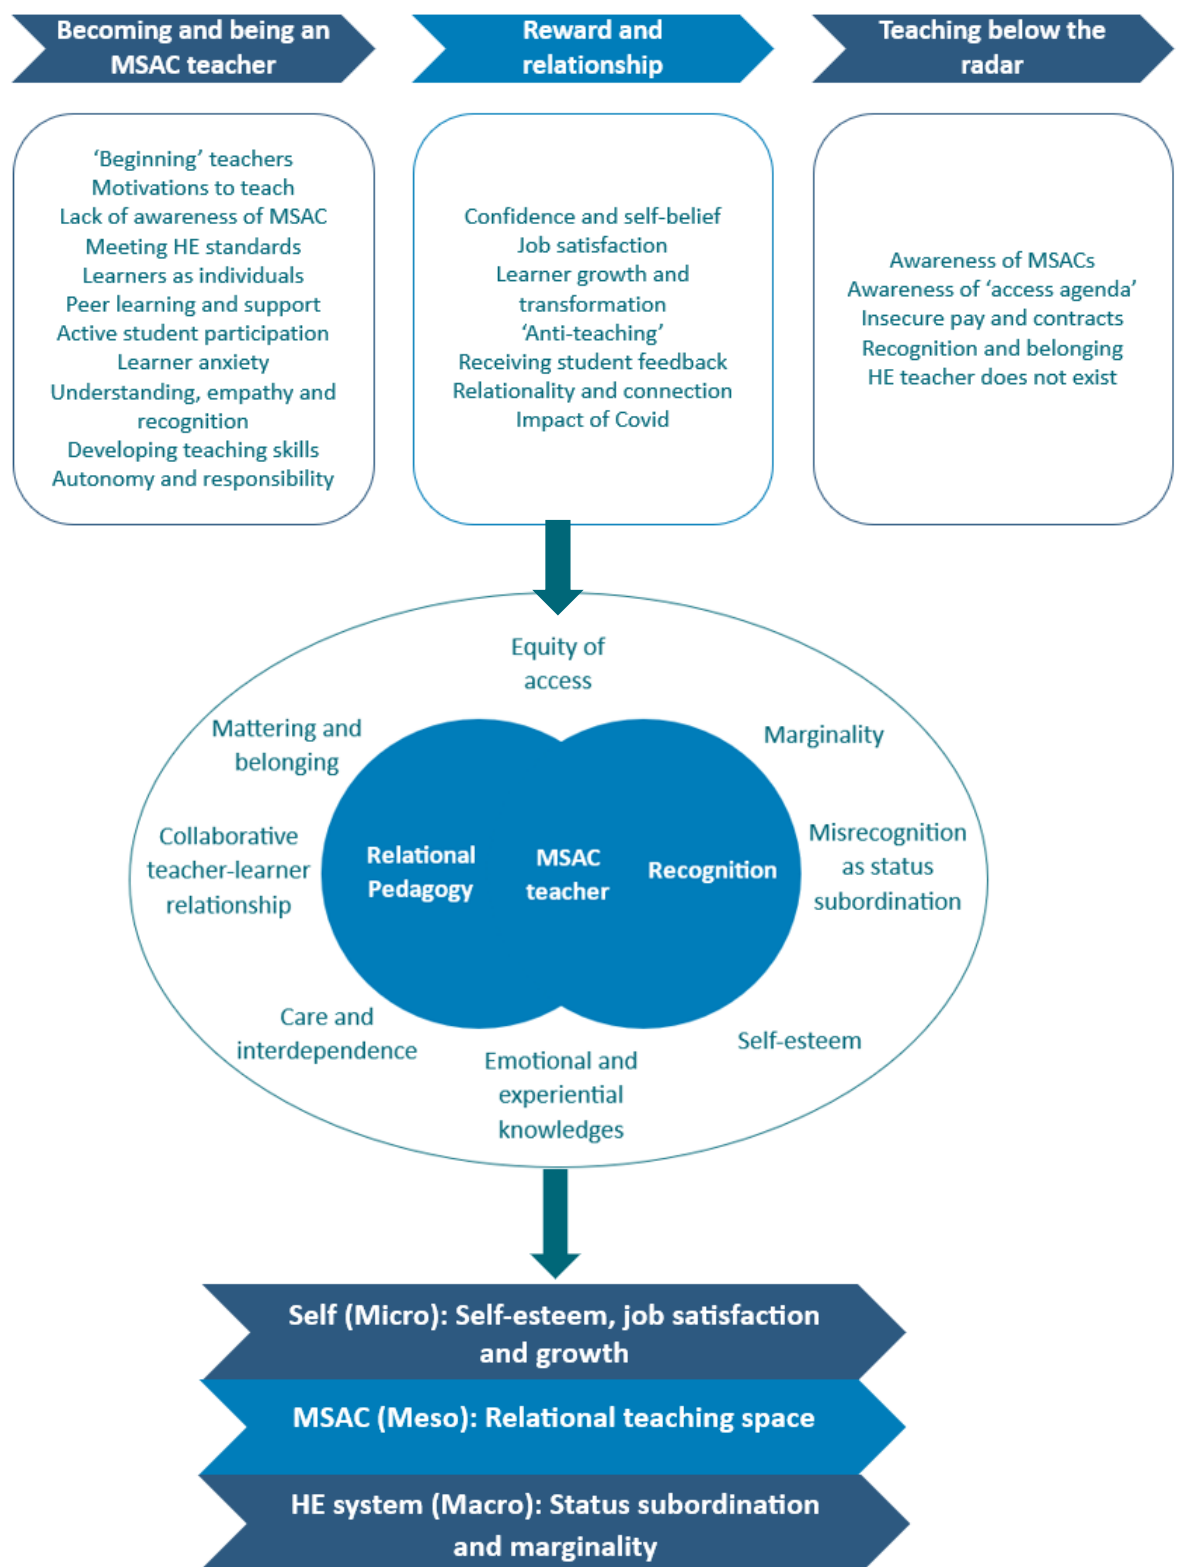 Becoming and being an
MSAC teacher
Reward and
relationship
Teaching below the
radar
‘Beginning’ teachers
Motivations to teach
Lack of awareness of MSAC
Meeting HE standards
Learners as individuals
Peer learning and support
Active student participation
Learner anxiety
Understanding, empathy and
recognition
Developing teaching skills
Autonomy and responsibility
Confidence and self-belief
Job satisfaction
Learner growth and
transformation
‘Anti-teaching’
Receiving student feedback
Relationality and connection
Impact of Covid
Awareness of MSACs
Awareness of ‘access agenda’
Insecure pay and contracts
Recognition and belonging
HE teacher does not exist
Equity of
access
Mattering and
belonging
Marginality
Collaborative
teacher-learner
relationship
Relational
Pedagogy
MSAC
teacher
Recognition
Misrecognition
as status
subordination
Care and
interdependence
Emotional and
experiential
knowledges
Self-esteem
Self (Micro): Self-esteem, job satisfaction
and growth
MSAC (Meso): Relational teaching space
HE system (Macro): Status subordination
and marginality